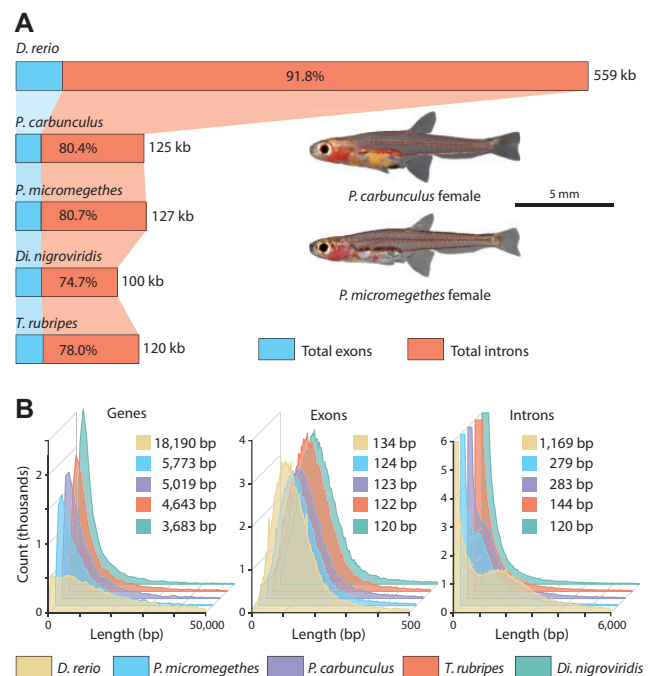 A
D. rerio
91.8%
559 kb
P. carbunculus
80.4%
125 kb
P. carbunculus female
5 mm
P. micromegethes
80.7%
127 kb
Di. nigroviridis
74.7%
100 kb
P. micromegethes female
T. rubripes
78.0%
120 kb
Total exons
Total introns
B
Genes
Count (thousands)
2
1
0
18,190 bp
5,773 bp
5,019 bp
4,643 bp
3,683 bp
0
50,000
Length (bp)
Exons
4
3
2
1
0
134 bp
124 bp
123 bp
122 bp
120 bp
0
500
Length (bp)
Introns
6
5
4
3
2
1
0
1,169 bp
279 bp
283 bp
144 bp
120 bp
0
6,000
Length (bp)
D. rerio
P. micromegethes
P. carbunculus
T. rubripes
Di. nigroviridis